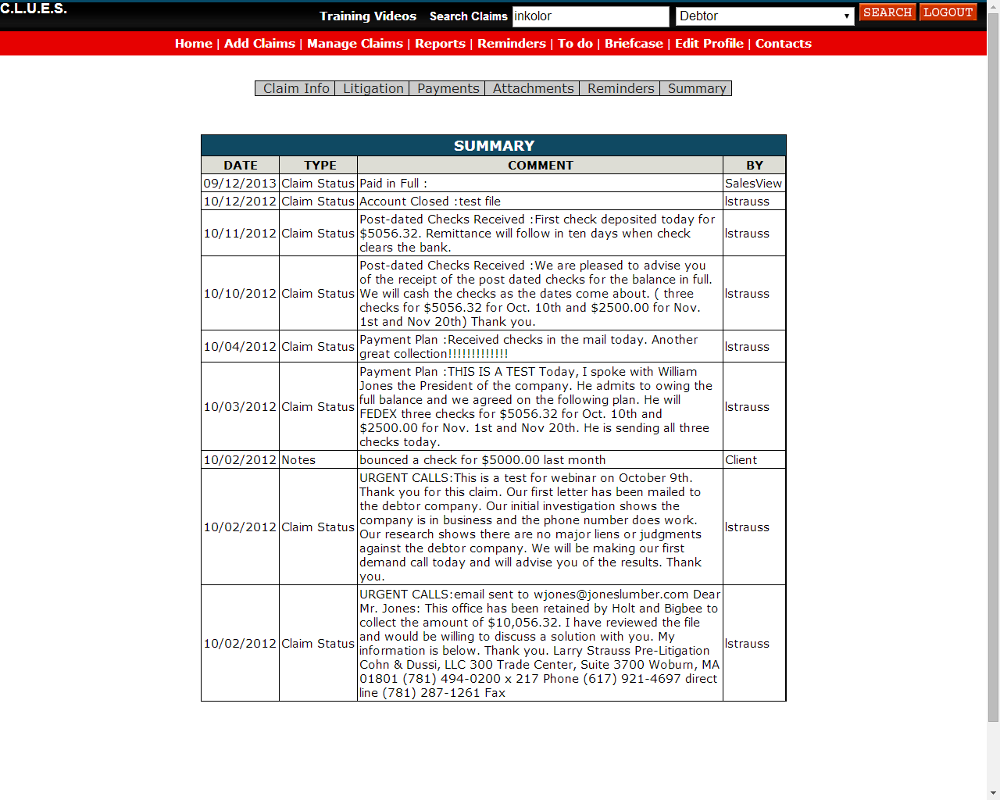 C.L.U.E.S.
Training Videos Search Claims inkolor Debtor SEARCH LOGOUT
Home | Add Claims | Manage Claims | Reports | Reminders | To do | Briefcase | Edit Profile | Contacts
Claim Info Litigation Payments Attachments Reminders Summary
SUMMARY
DATE TYPE COMMENT BY
09/12/2013 Claim Status Paid in Full : SalesView
10/12/2012 Claim Status Account Closed :test file lstrauss
10/11/2012 Claim Status Post-dated Checks Received :First check deposited today for
$5056.32. Remittance will follow in ten days when check
clears the bank.
lstrauss
10/10/2012 Claim Status Post-dated Checks Received :We are pleased to advise you
of the receipt of the post dated checks for the balance in full.
We will cash the checks as the dates come about. ( three
checks for $5056.32 for Oct. 10th and $2500.00 for Nov.
1st and Nov 20th) Thank you.
lstrauss
10/04/2012 Claim Status Payment Plan :Received checks in the mail today. Another
great collection!!!!!!!!!!!!!
lstrauss
10/03/2012 Claim Status Payment Plan :THIS IS A TEST Today, I spoke with William
Jones the President of the company. He admits to owing the
full balance and we agreed on the following plan. He will
FEDEX three checks for $5056.32 for Oct. 10th and
$2500.00 for Nov. 1st and Nov 20th. He is sending all three
checks today.
lstrauss
10/02/2012 Notes bounced a check for $5000.00 last month Client
10/02/2012 Claim Status URGENT CALLS:This is a test for webinar on October 9th.
Thank you for this claim. Our first letter has been mailed to
the debtor company. Our initial investigation shows the
company is in business and the phone number does work.
Our research shows there are no major liens or judgments
against the debtor company. We will be making our first
demand call today and will advise you of the results. Thank
you.
lstrauss
10/02/2012 Claim Status URGENT CALLS:email sent to wjones@joneslumber.com Dear
Mr. Jones: This office has been retained by Holt and Bigbee to
collect the amount of $10,056.32. I have reviewed the file
and would be willing to discuss a solution with you. My
information is below. Thank you. Larry Strauss Pre-Litigation
Cohn & Dussi, LLC 300 Trade Center, Suite 3700 Woburn, MA
01801 (781) 494-0200 x 217 Phone (617) 921-4697 direct
line (781) 287-1261 Fax
lstrauss